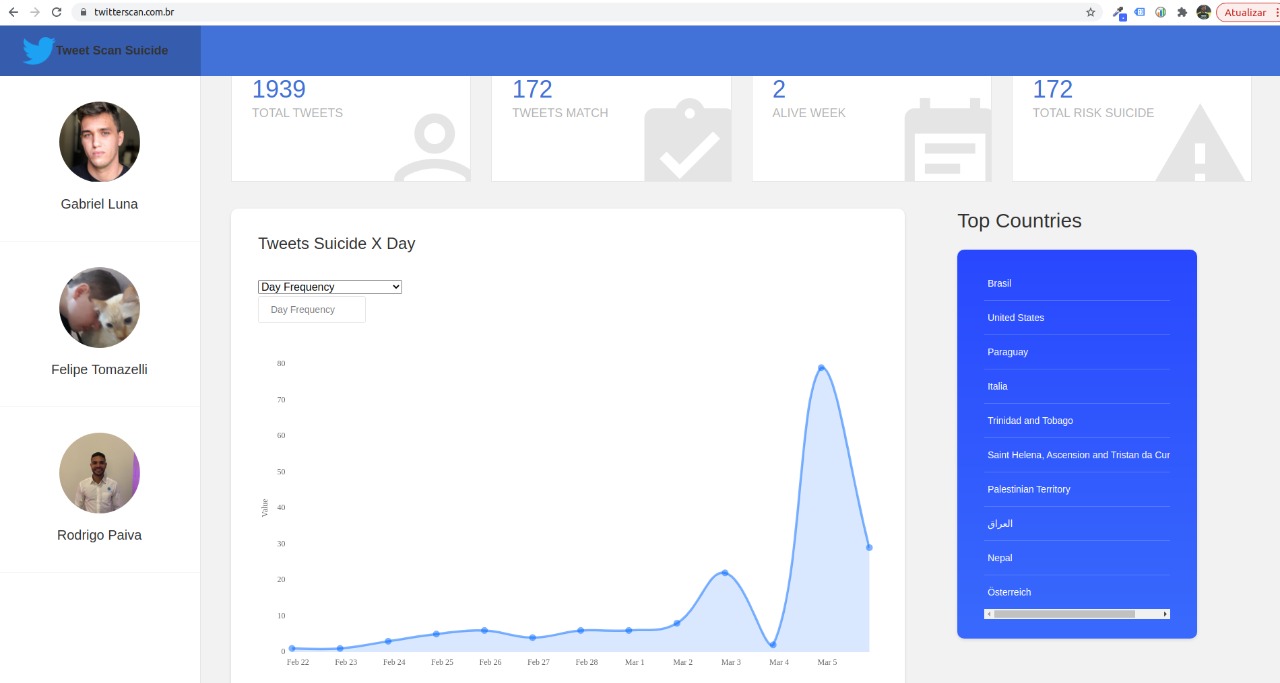 twitterscan.com.br
Atualizar
Tweet Scan Suicide
1939
TOTAL TWEETS
172
TWEETS MATCH
2
ALIVE WEEK
172
TOTAL RISK SUICIDE
Gabriel Luna
Felipe Tomazelli
Rodrigo Paiva
Tweets Suicide X Day
Day Frequency
Day Frequency
80
70
60
50
40
30
20
10
0
Value
Feb 22 Feb 23 Feb 24 Feb 25 Feb 26 Feb 27 Feb 28 Mar 1 Mar 2 Mar 3 Mar 4 Mar 5
Top Countries
Brasil
United States
Paraguay
Italia
Trinidad and Tobago
Saint Helena, Ascension and Tristan da Cur
Palestinian Territory
العراق
Nepal
Österreich